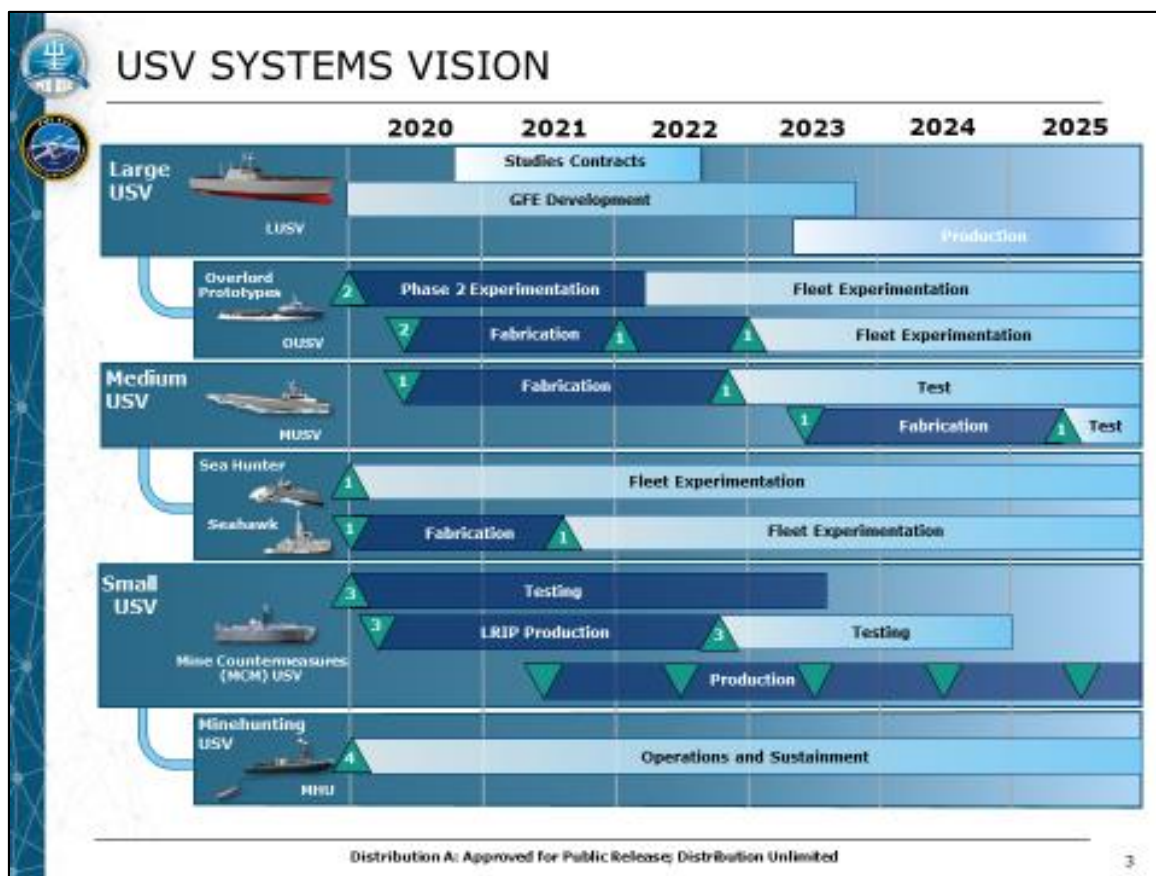 USV SYSTEMS VISION
2020 2021 2022 2023 2024 2025
Large
USV
LUSV
Studies Contracts
GFE Development
Production
Overlord
Prototypes
OUSV
2 Phase 2 Experimentation Fleet Experimentation
2 Fabrication 1 1 Fleet Experimentation
Medium
USV
MUSV
1 Fabrication 1 Test
1 Fabrication 1 Test
Sea Hunter
1 Fleet Experimentation
Seahawk
1 Fabrication 1 Fleet Experimentation
Small
USV
Mine Countermeasures
(MCM) USV
3 Testing
3 LRIP Production 3 Testing
Production
Minehunting
USV
MHU
4 Operations and Sustainment
Distribution A: Approved for Public Release; Distribution Unlimited
3